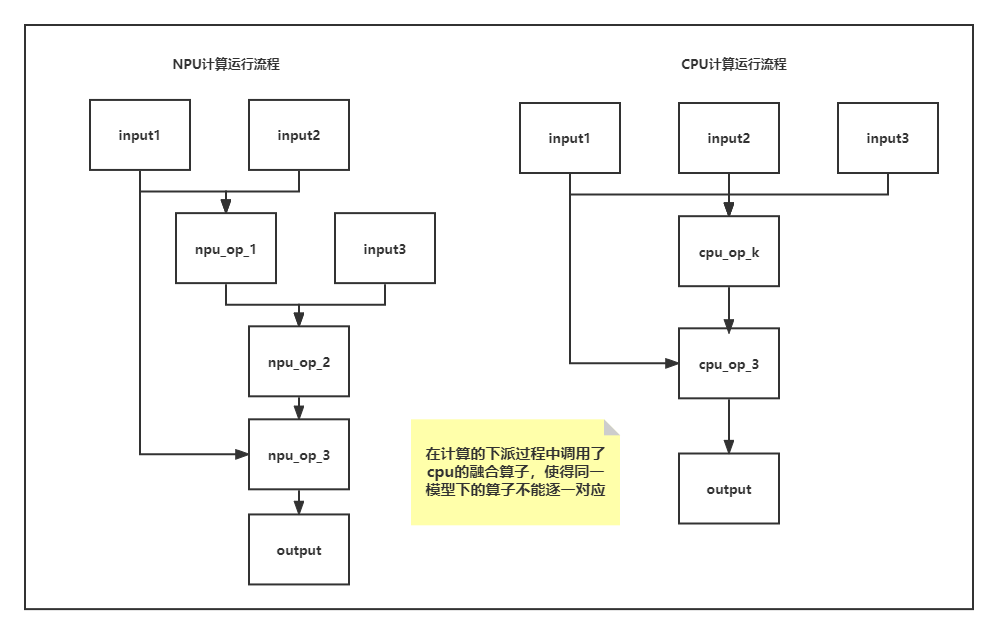 NPU计算运行流程
input1
input2
npu_op_1
input3
npu_op_2
npu_op_3
output
CPU计算运行流程
input1
input2
input3
cpu_op_k
cpu_op_3
output
在计算的下派过程中调用了
cpu的融合算子，使得同一
模型下的算子不能逐一对应